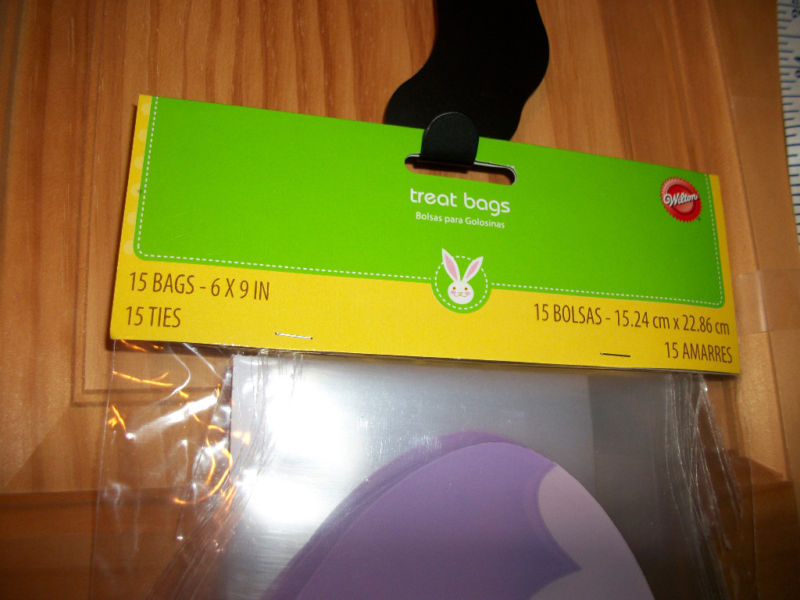 treat bags
Bolsas para Golosinas
Wilton
15 BAGS - 6 X 9 IN
15 TIES
15 BOLSAS - 15.24 cm x 22.86 cm
15 AMARRES